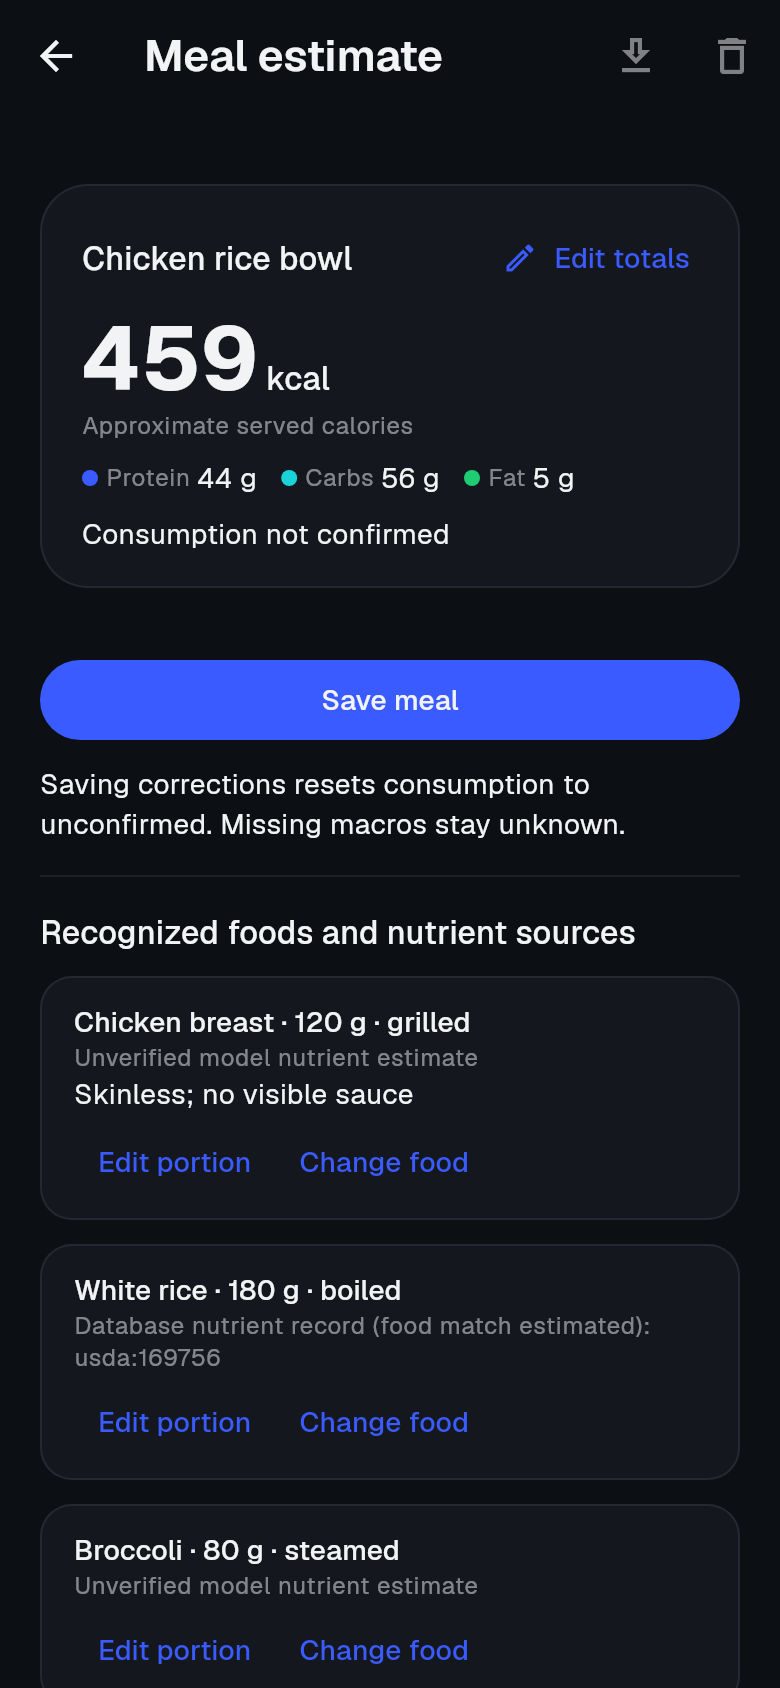 Meal estimate
Chicken rice bowl
Edit totals
459 kcal
Approximate served calories
Protein 44 g Carbs 56 g Fat 5 g
Consumption not confirmed
Save meal
Saving corrections resets consumption to
unconfirmed. Missing macros stay unknown.
Recognized foods and nutrient sources
Chicken breast · 120 g · grilled
Unverified model nutrient estimate
Skinless; no visible sauce
Edit portion Change food
White rice · 180 g · boiled
Database nutrient record (food match estimated):
usda:169756
Edit portion Change food
Broccoli · 80 g · steamed
Unverified model nutrient estimate
Edit portion Change food